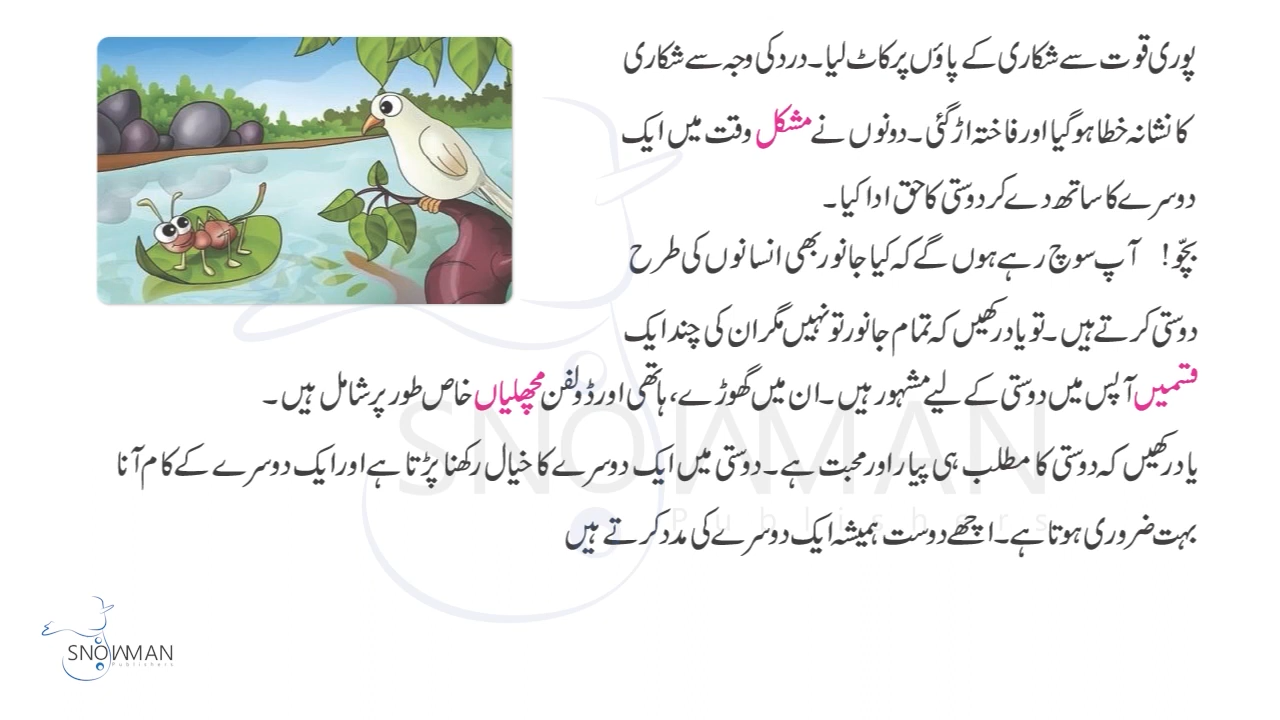 پوری قوت سے شکاری کے پاؤں پر کاٹ لیا۔ درد کی وجہ سے شکاری
کا نشانہ خطا ہو گیا اور فاختہ اڑ گئی۔ دونوں نے مشکل وقت میں ایک
دوسرے کا ساتھ دے کر دوستی کا حق ادا کیا۔
بچّو! آپ سوچ رہے ہوں گے کہ کیا جانور بھی انسانوں کی طرح
دوستی کرتے ہیں۔ تو یاد رکھیں کہ تمام جانور تو نہیں مگر ان کی چند ایک
قسمیں آپس میں دوستی کے لیے مشہور ہیں۔ ان میں گھوڑے، ہاتھی اور ڈولفن مچھلیاں خاص طور پر شامل ہیں۔
یاد رکھیں کہ دوستی کا مطلب ہی پیار اور محبت ہے۔ دوستی میں ایک دوسرے کا خیال رکھنا پڑتا ہے اور ایک دوسرے کے کام آنا
بہت ضروری ہوتا ہے۔ اچھے دوست ہمیشہ ایک دوسرے کی مدد کرتے ہیں
SNOWMAN
Publishers
SNOWMAN
Publishers